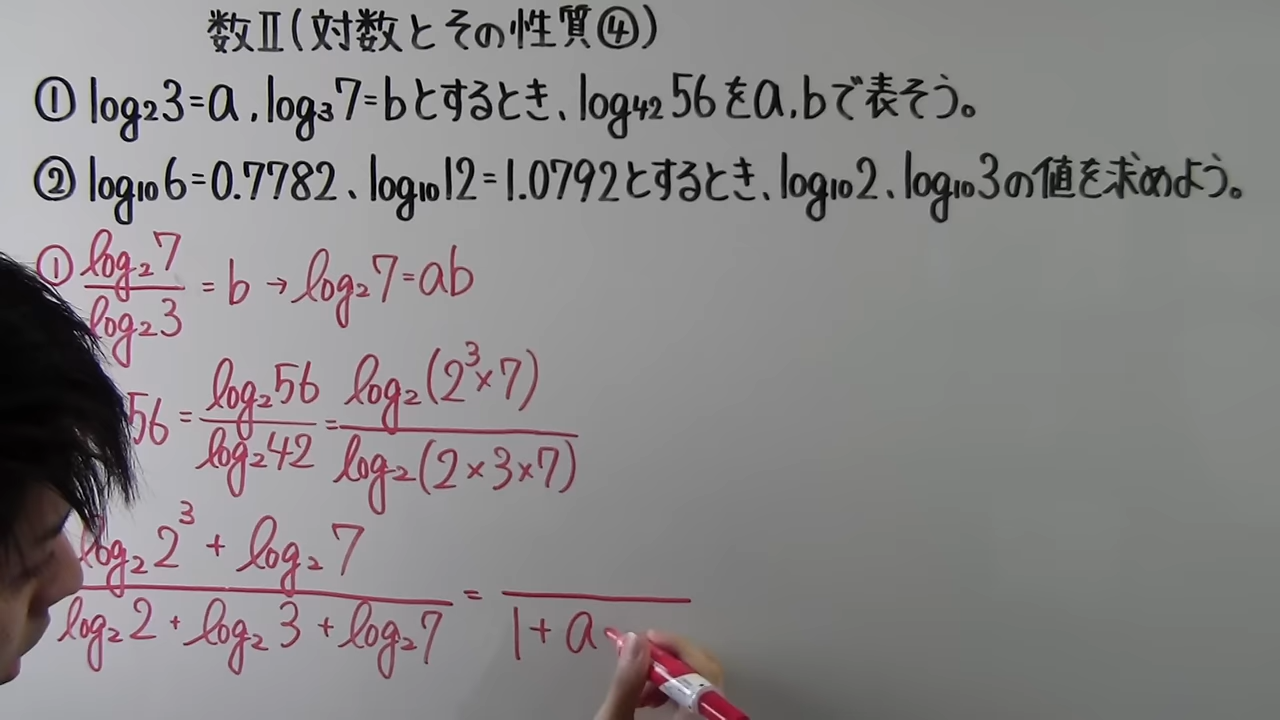 数Ⅱ(対数とその性質④)
① log₂3=a, log₃7=bとするとき、log₄₂56をa,bで表そう。
② log₁₀6=0.7782、log₁₀12=1.0792とするとき、log₁₀2、log₁₀3の値を求めよう。
① log₂7/log₂3 = b → log₂7=ab
56 = log₂56/log₂42 = log₂(2³×7)/log₂(2×3×7)
log₂2³ + log₂7/log₂2 + log₂3 + log₂7 = /1+a